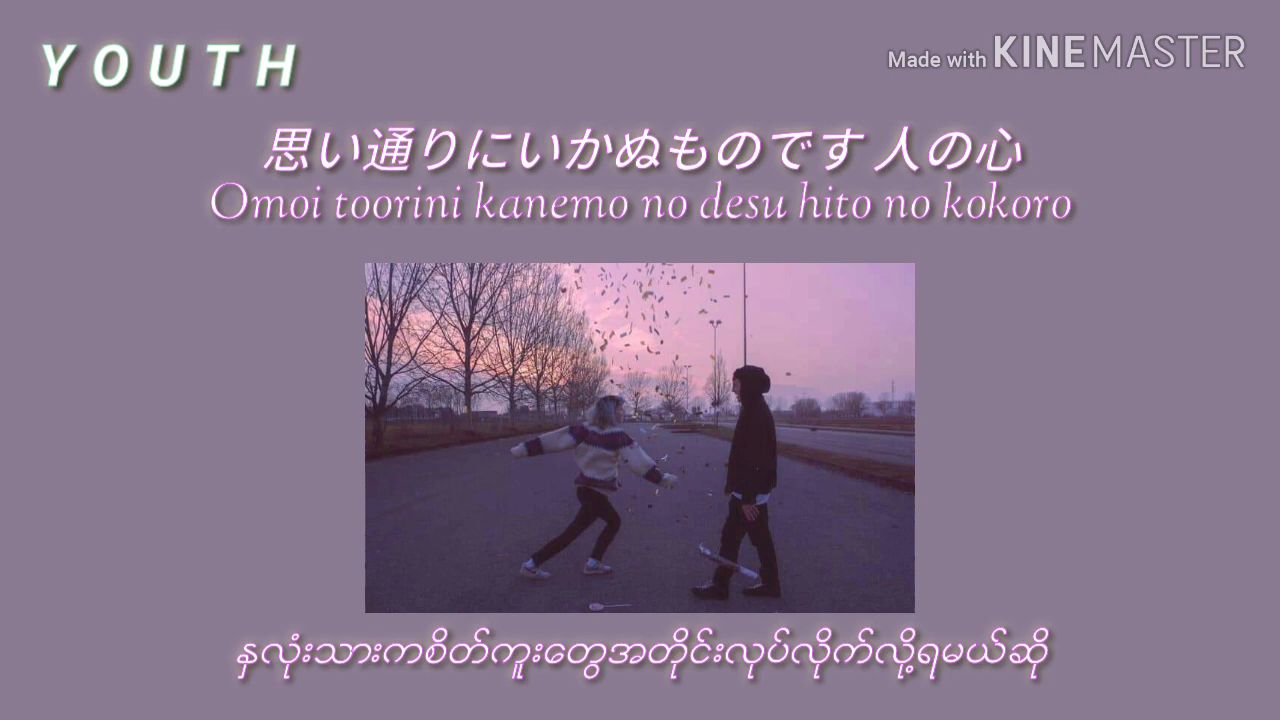 YOUTH
Made with KINEMASTER
思い通りにいかぬものです 人の心
Omoi toorini kanemo no desu hito no kokoro
နှလုံးသားကစိတ်ကူးတွေအတိုင်းလုပ်လိုက်လို့ရမယ်ဆို